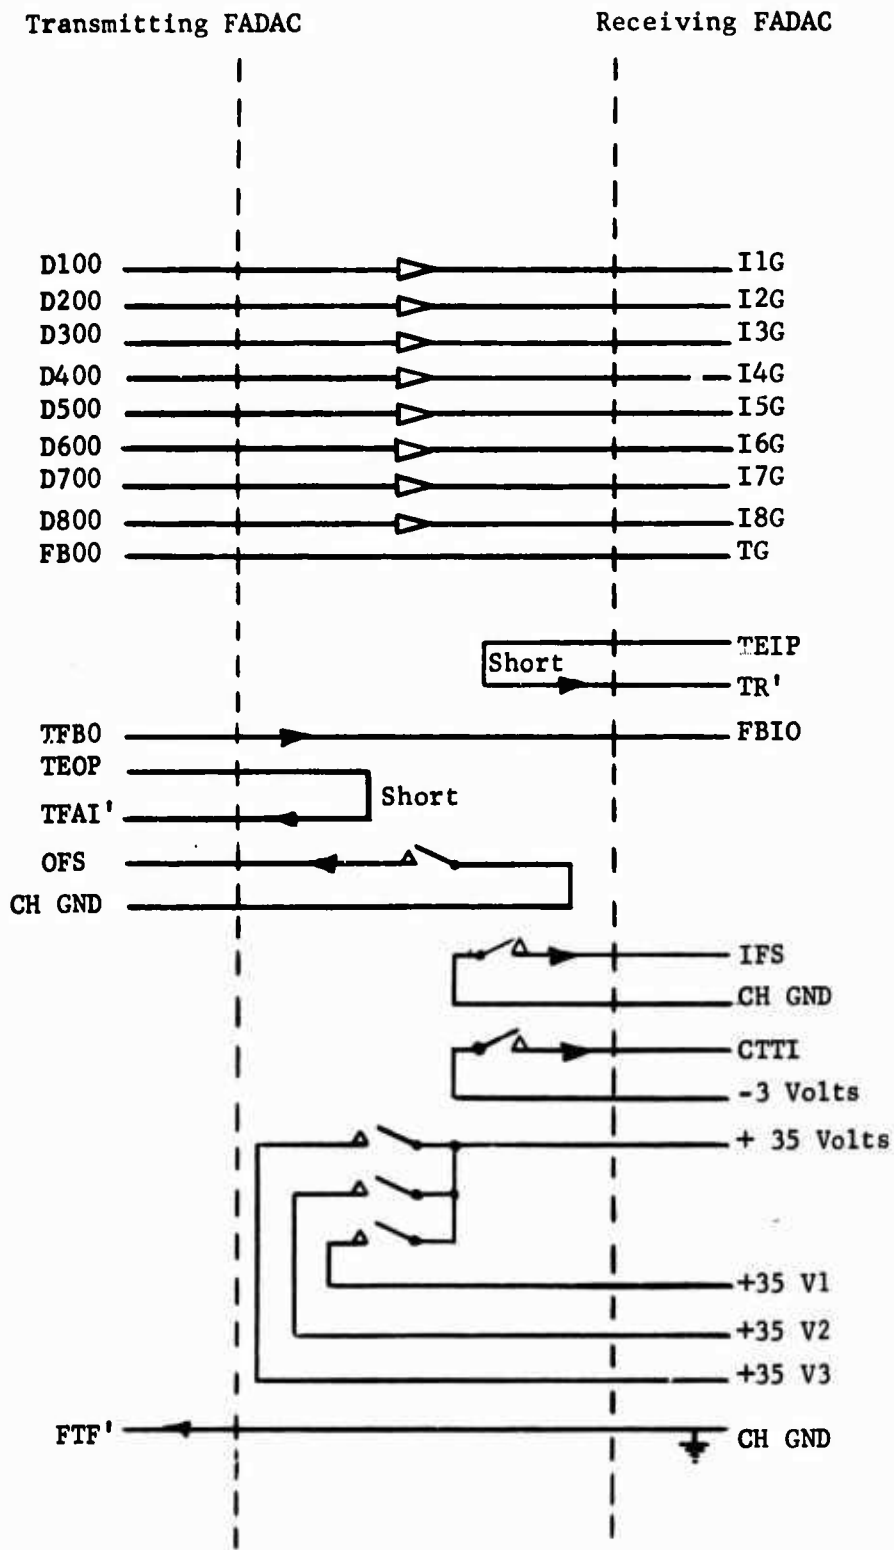 Transmitting FADAC Receiving FADAC
D100 I1G
D200 I2G
D300 I3G
D400 I4G
D500 I5G
D600 I6G
D700 I7G
D800 I8G
FB00 TG
TEIP
Short
TR'
TFBO FBIO
TEOP
Short
TFAI'
OFS
CH GND
IFS
CH GND
CTTI
-3 Volts
+ 35 Volts
+35 V1
+35 V2
+35 V3
FTF' CH GND